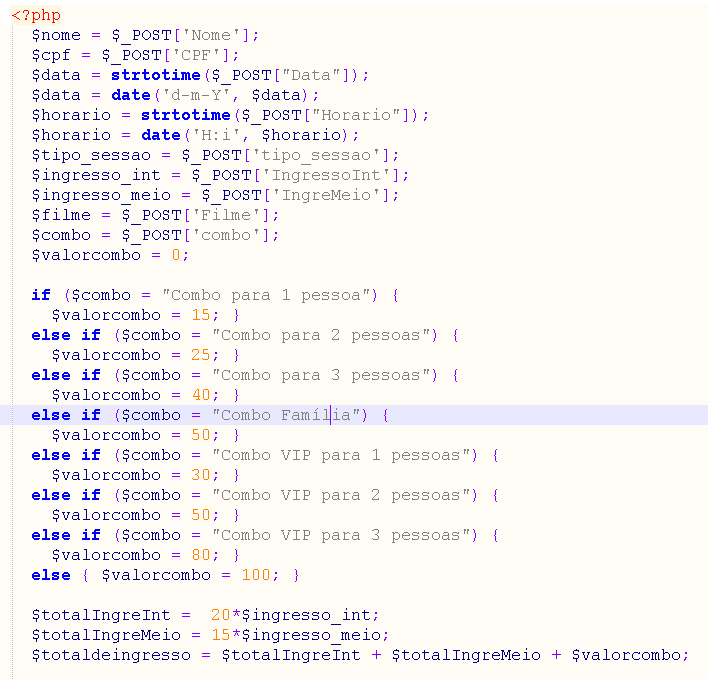 <?php
$nome = $_POST['Nome'];
$cpf = $_POST['CPF'];
$data = strtotime($_POST["Data"]);
$data = date('d-m-Y', $data);
$horario = strtotime($_POST["Horario"]);
$horario = date('H:i', $horario);
$tipo_sessao = $_POST['tipo_sessao'];
$ingresso_int = $_POST['IngressoInt'];
$ingresso_meio = $_POST['IngreMeio'];
$filme = $_POST['Filme'];
$combo = $_POST['combo'];
$valorcombo = 0;
if ($combo = "Combo para 1 pessoa") {
$valorcombo = 15; }
else if ($combo = "Combo para 2 pessoas") {
$valorcombo = 25; }
else if ($combo = "Combo para 3 pessoas") {
$valorcombo = 40; }
else if ($combo = "Combo Família") {
$valorcombo = 50; }
else if ($combo = "Combo VIP para 1 pessoas") {
$valorcombo = 30; }
else if ($combo = "Combo VIP para 2 pessoas") {
$valorcombo = 50; }
else if ($combo = "Combo VIP para 3 pessoas") {
$valorcombo = 80; }
else { $valorcombo = 100; }
$totalIngreInt =  20*$ingresso_int;
$totalIngreMeio = 15*$ingresso_meio;
$totaldeingresso = $totalIngreInt + $totalIngreMeio + $valorcombo;